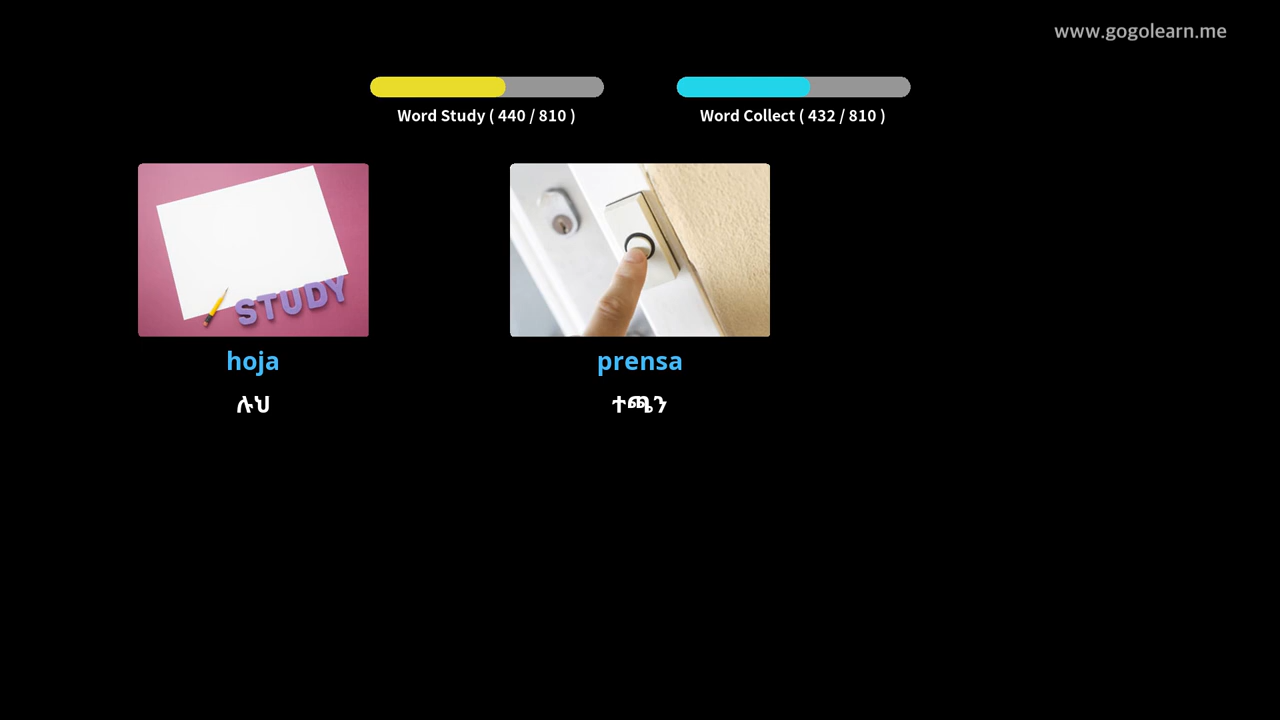 www.gogolearn.me
Word Study ( 440 / 810 )
Word Collect ( 432 / 810 )
STUDY
hoja
prensa
ሉህ
ተጫን